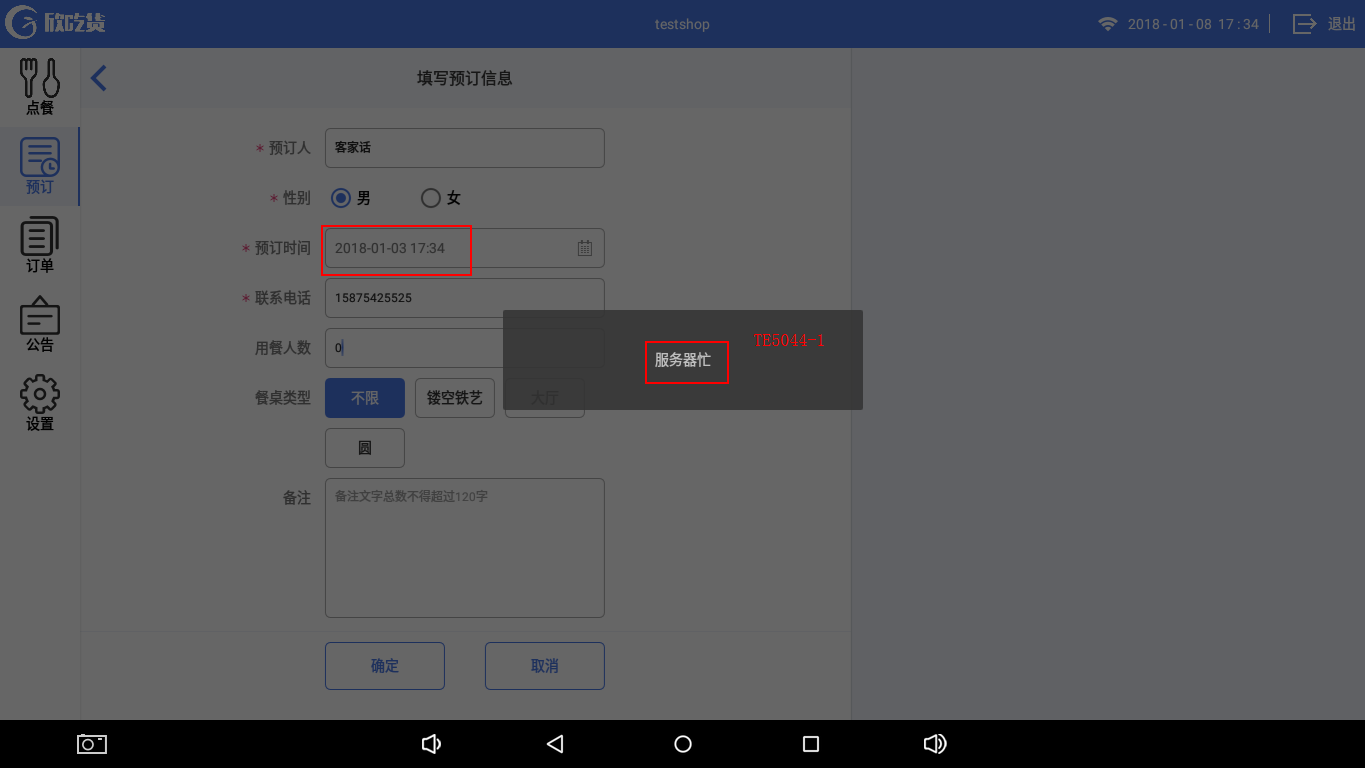 欣吃货
testshop
2018 - 01 - 08 17 : 34
退出
点餐
预订
订单
公告
设置
填写预订信息
* 预订人
客家话
* 性别
男
女
* 预订时间
2018-01-03 17:34
* 联系电话
15875425525
用餐人数
0
TE5044-1
服务器忙
餐桌类型
不限
镂空铁艺
大厅
圆
备注
备注文字总数不得超过120字
确定
取消